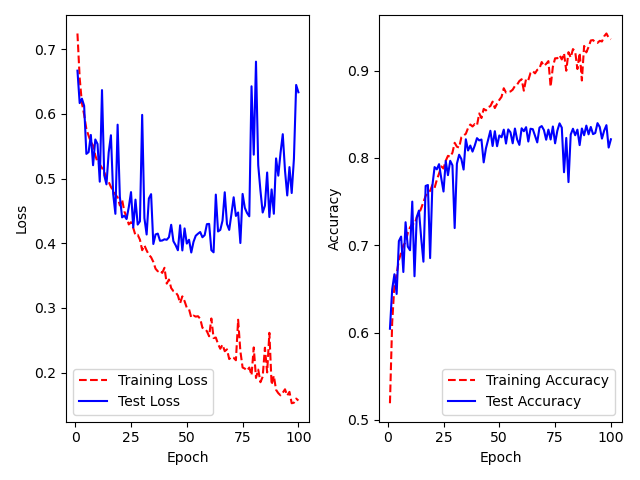 0.7
0.6
0.5
0.4
0.3
0.2
Loss
0
25
50
75
100
Epoch
Training Loss
Test Loss
0.9
0.8
0.7
0.6
0.5
Accuracy
0
25
50
75
100
Epoch
Training Accuracy
Test Accuracy